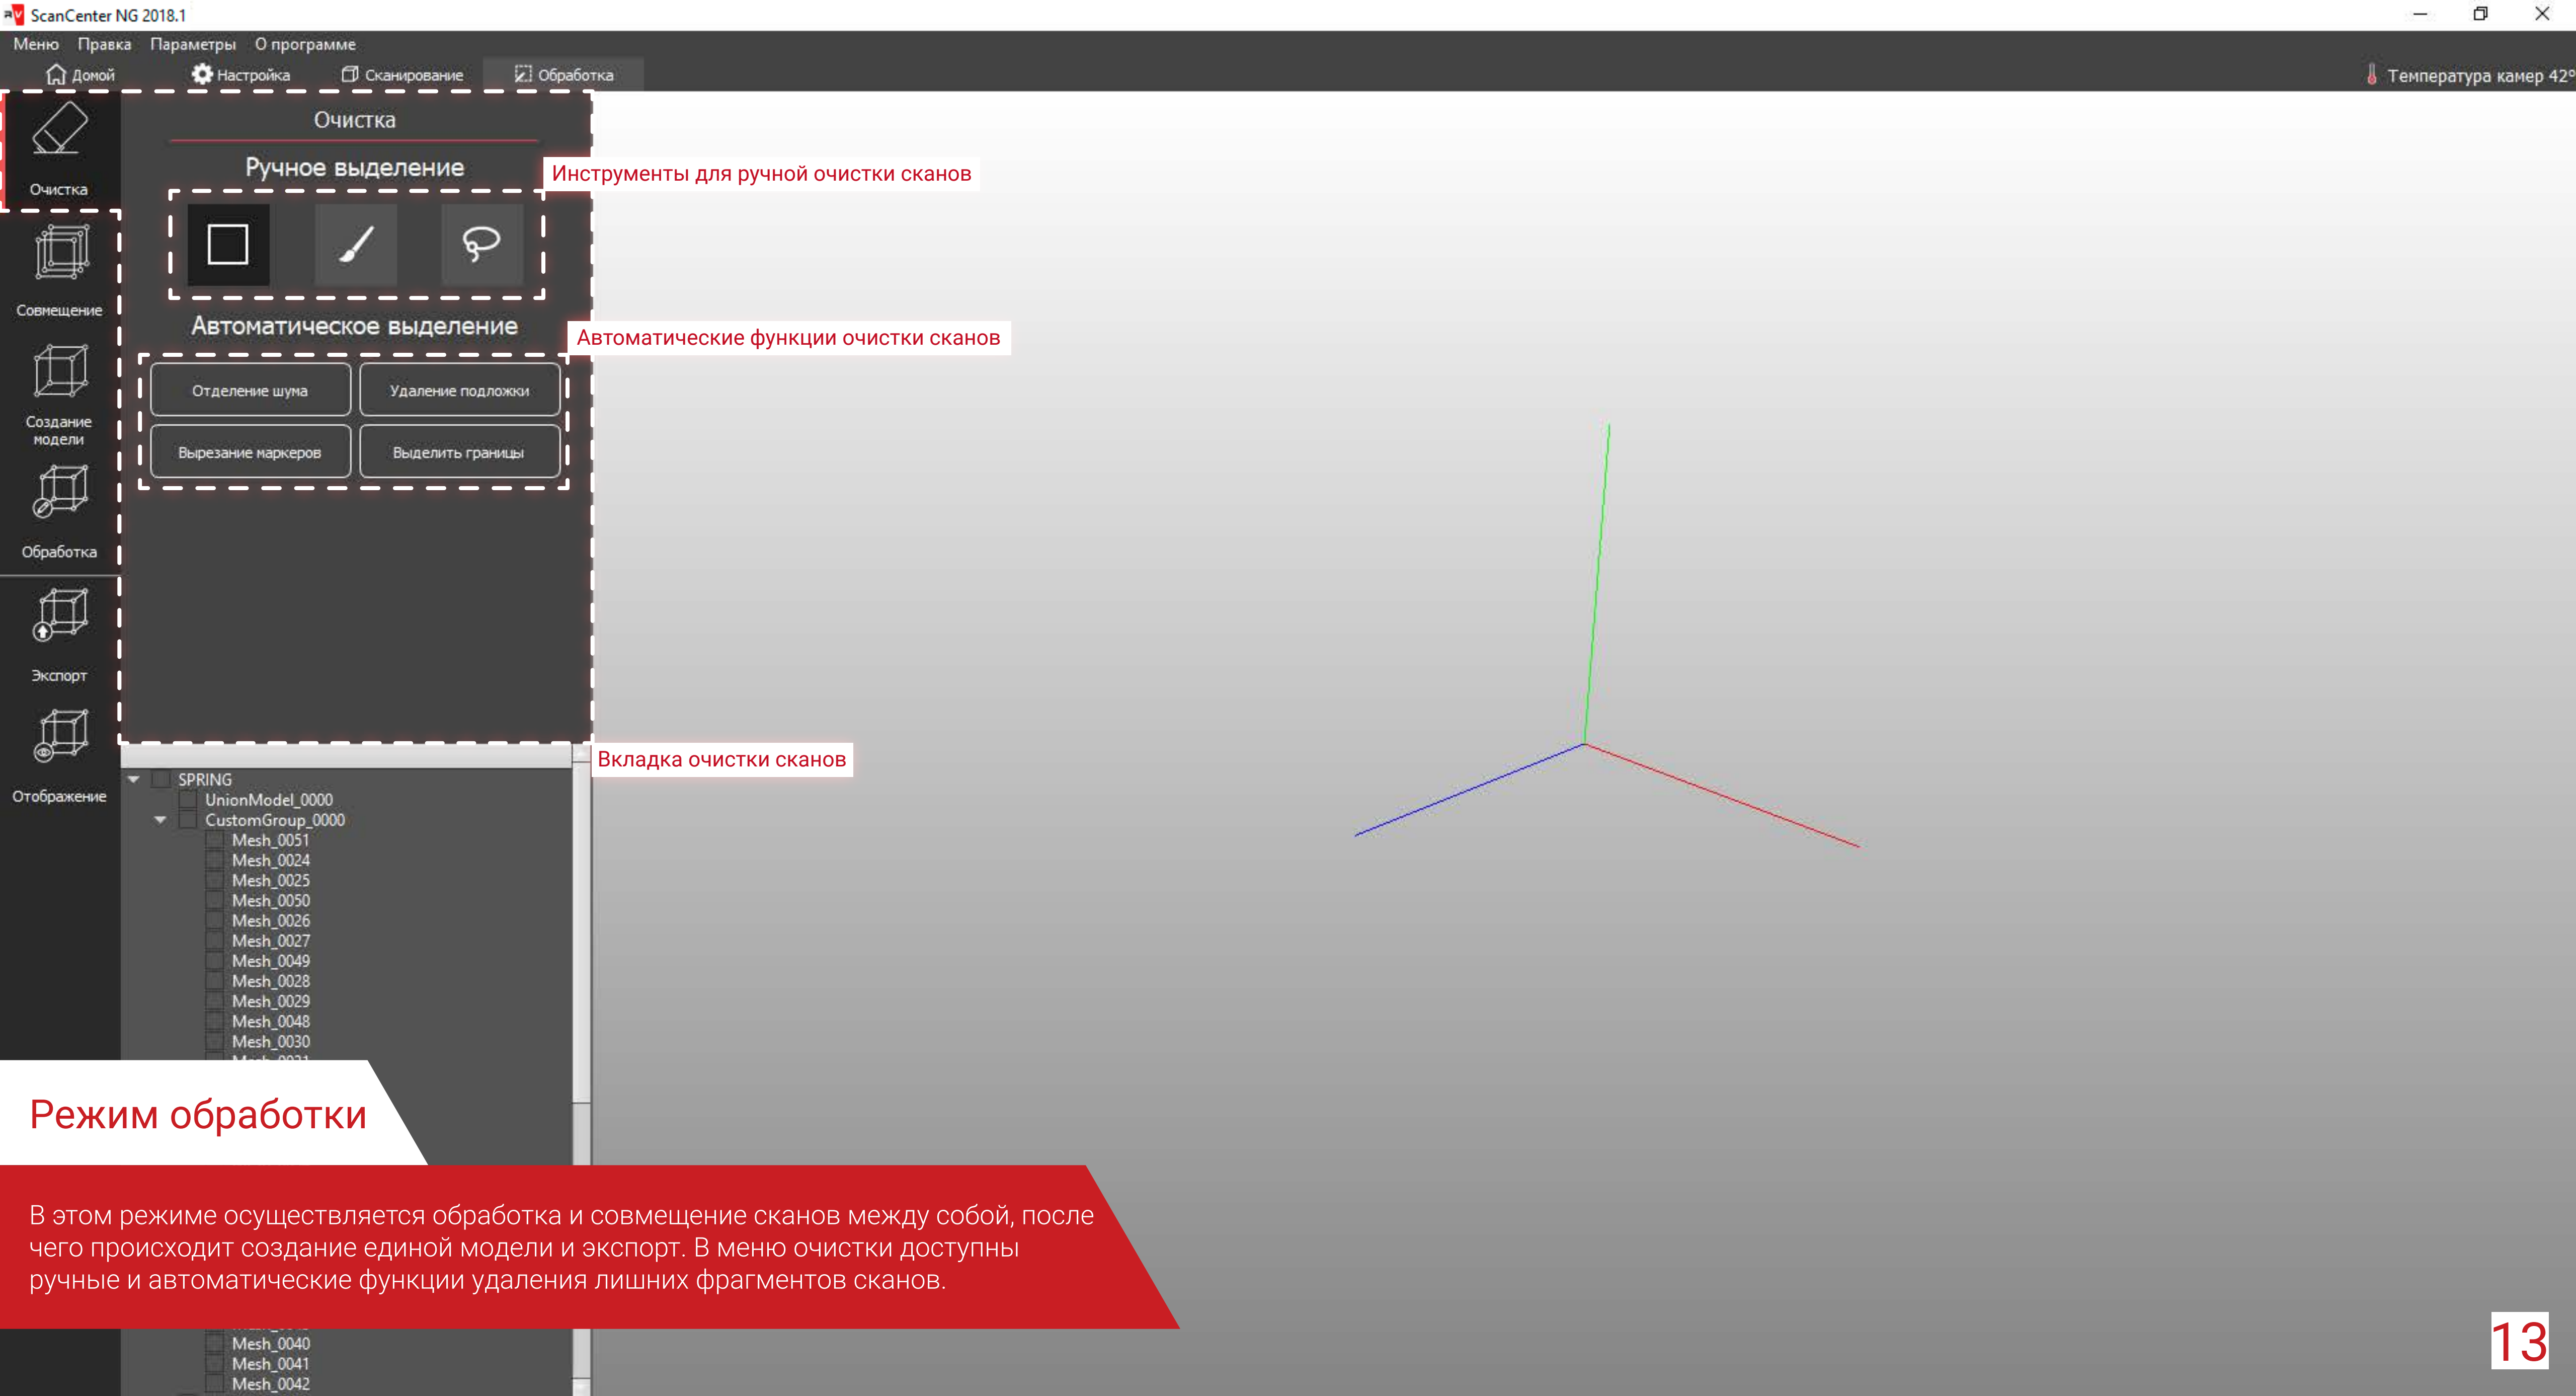 ScanCenter NG 2018.1
Меню Правка Параметры О программе
Домой Настройка Сканирование Обработка
Температура камер 42°
Очистка
Совмещение
Создание
модели
Обработка
Экспорт
Отображение
Очистка
Ручное выделение
Инструменты для ручной очистки сканов
Автоматическое выделение
Автоматические функции очистки сканов
Отделение шума Удаление подложки
Вырезание маркеров Выделить границы
Вкладка очистки сканов
SPRING
UnionModel_0000
CustomGroup_0000
Mesh_0051
Mesh_0024
Mesh_0025
Mesh_0050
Mesh_0026
Mesh_0027
Mesh_0049
Mesh_0028
Mesh_0029
Mesh_0048
Mesh_0030
Режим обработки
В этом режиме осуществляется обработка и совмещение сканов между собой, после
чего происходит создание единой модели и экспорт. В меню очистки доступны
ручные и автоматические функции удаления лишних фрагментов сканов.
Mesh_0040
Mesh_0041
Mesh_0042
13